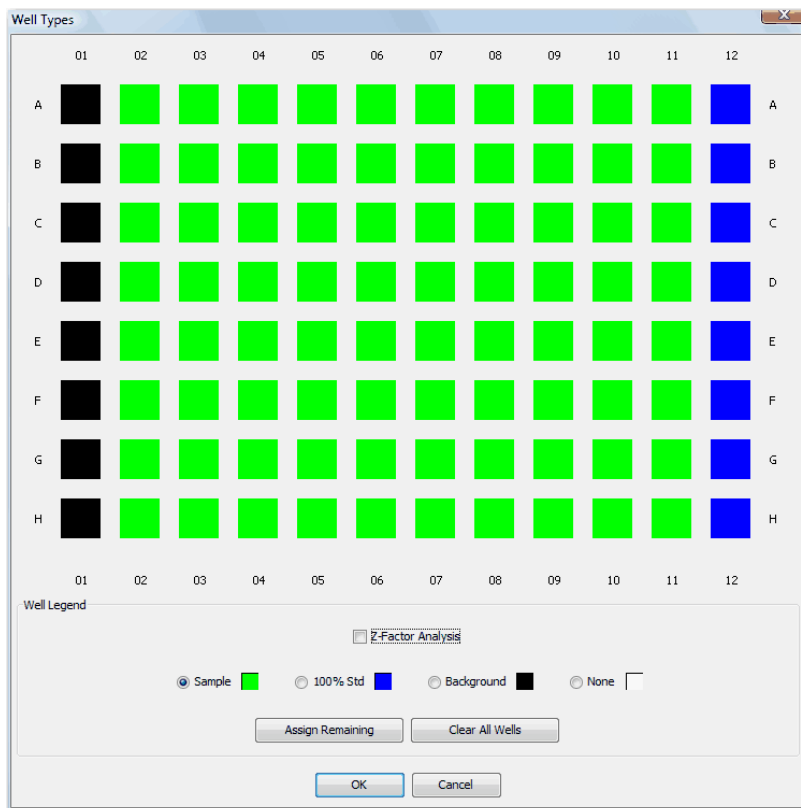 Well Types
01 02 03 04 05 06 07 08 09 10 11 12
A A
B B
C C
D D
E E
F F
G G
H H
01 02 03 04 05 06 07 08 09 10 11 12
Well Legend
Z-Factor Analysis
Sample 100% Std Background None
Assign Remaining Clear All Wells
OK Cancel